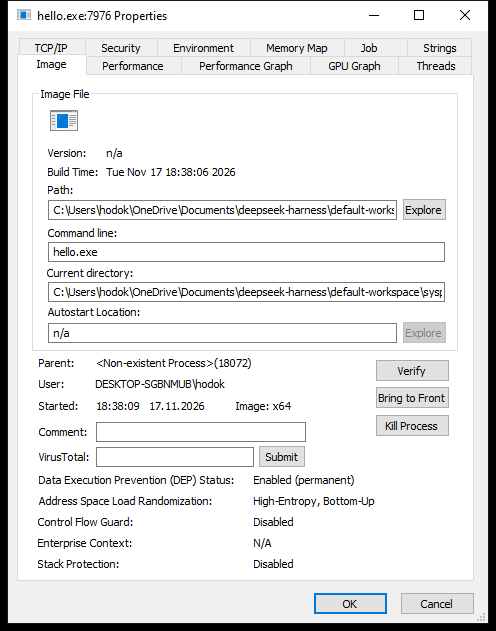 hello.exe:7976 Properties
TCP/IP Security Environment Memory Map Job Strings
Image Performance Performance Graph GPU Graph Threads
Image File
Version: n/a
Build Time: Tue Nov 17 18:38:06 2026
Path:
C:\Users\hodok\OneDrive\Documents\deepseek-harness\default-works Explore
Command line:
hello.exe
Current directory:
C:\Users\hodok\OneDrive\Documents\deepseek-harness\default-workspace\sysp
Autostart Location:
n/a Explore
Parent: <Non-existent Process>(18072)
Verify
User: DESKTOP-SGBNMUB\hodok
Bring to Front
Started: 18:38:09 17.11.2026 Image: x64
Kill Process
Comment:
VirusTotal: Submit
Data Execution Prevention (DEP) Status: Enabled (permanent)
Address Space Load Randomization: High-Entropy, Bottom-Up
Control Flow Guard: Disabled
Enterprise Context: N/A
Stack Protection: Disabled
OK Cancel